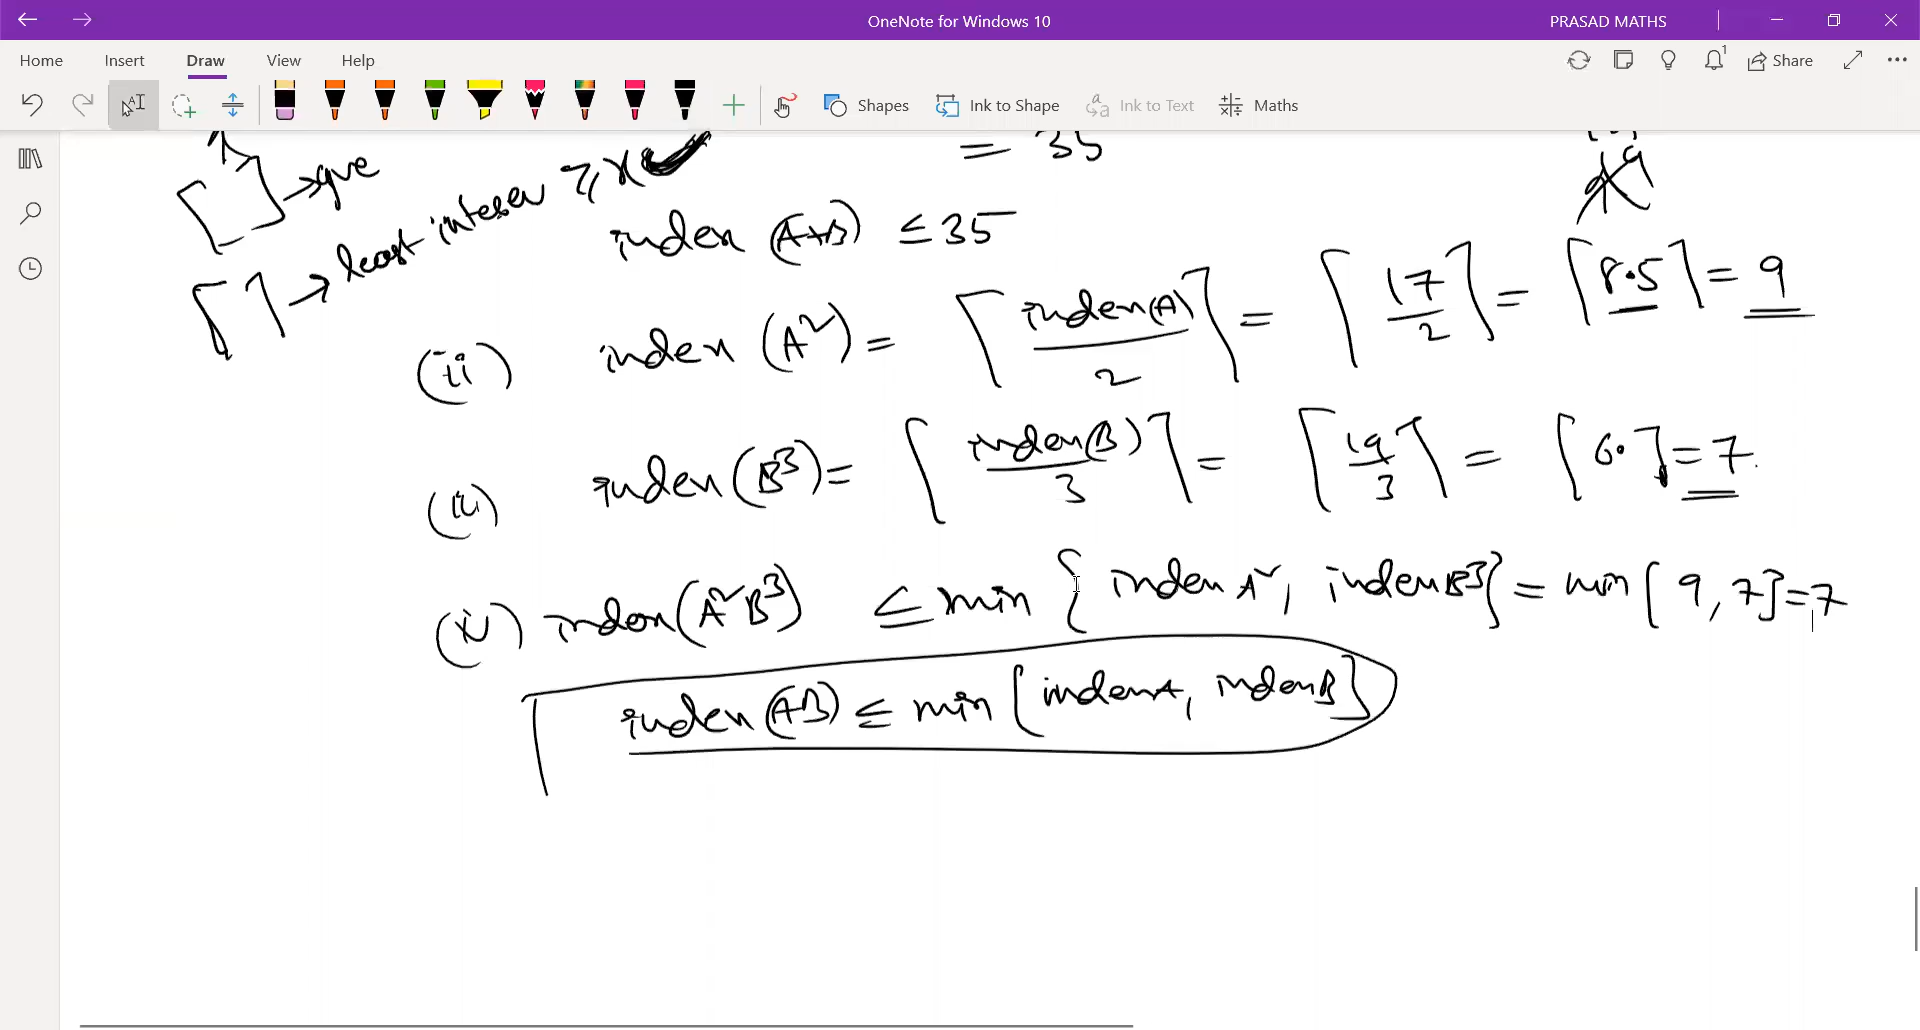 OneNote for Windows 10
PRASAD MATHS
Home Insert Draw View Help
Share
Shapes Ink to Shape Ink to Text Maths
= 35
[ ] →
⌈ ⌉ → least integer ≥ x
index (A+B) ≤ 35
(ii) index (A²) = ⌈index(A)/2⌉ = ⌈17/2⌉ = ⌈8.5⌉ = 9
(iii) index (B³) = ⌈index(B)/3⌉ = ⌈19/3⌉ = ⌈6.⌉ = 7.
(iv) index (A²B³) ≤ min { index A², index B³} = min [ 9, 7] = 7
index (AB) ≤ min [index A, index B]